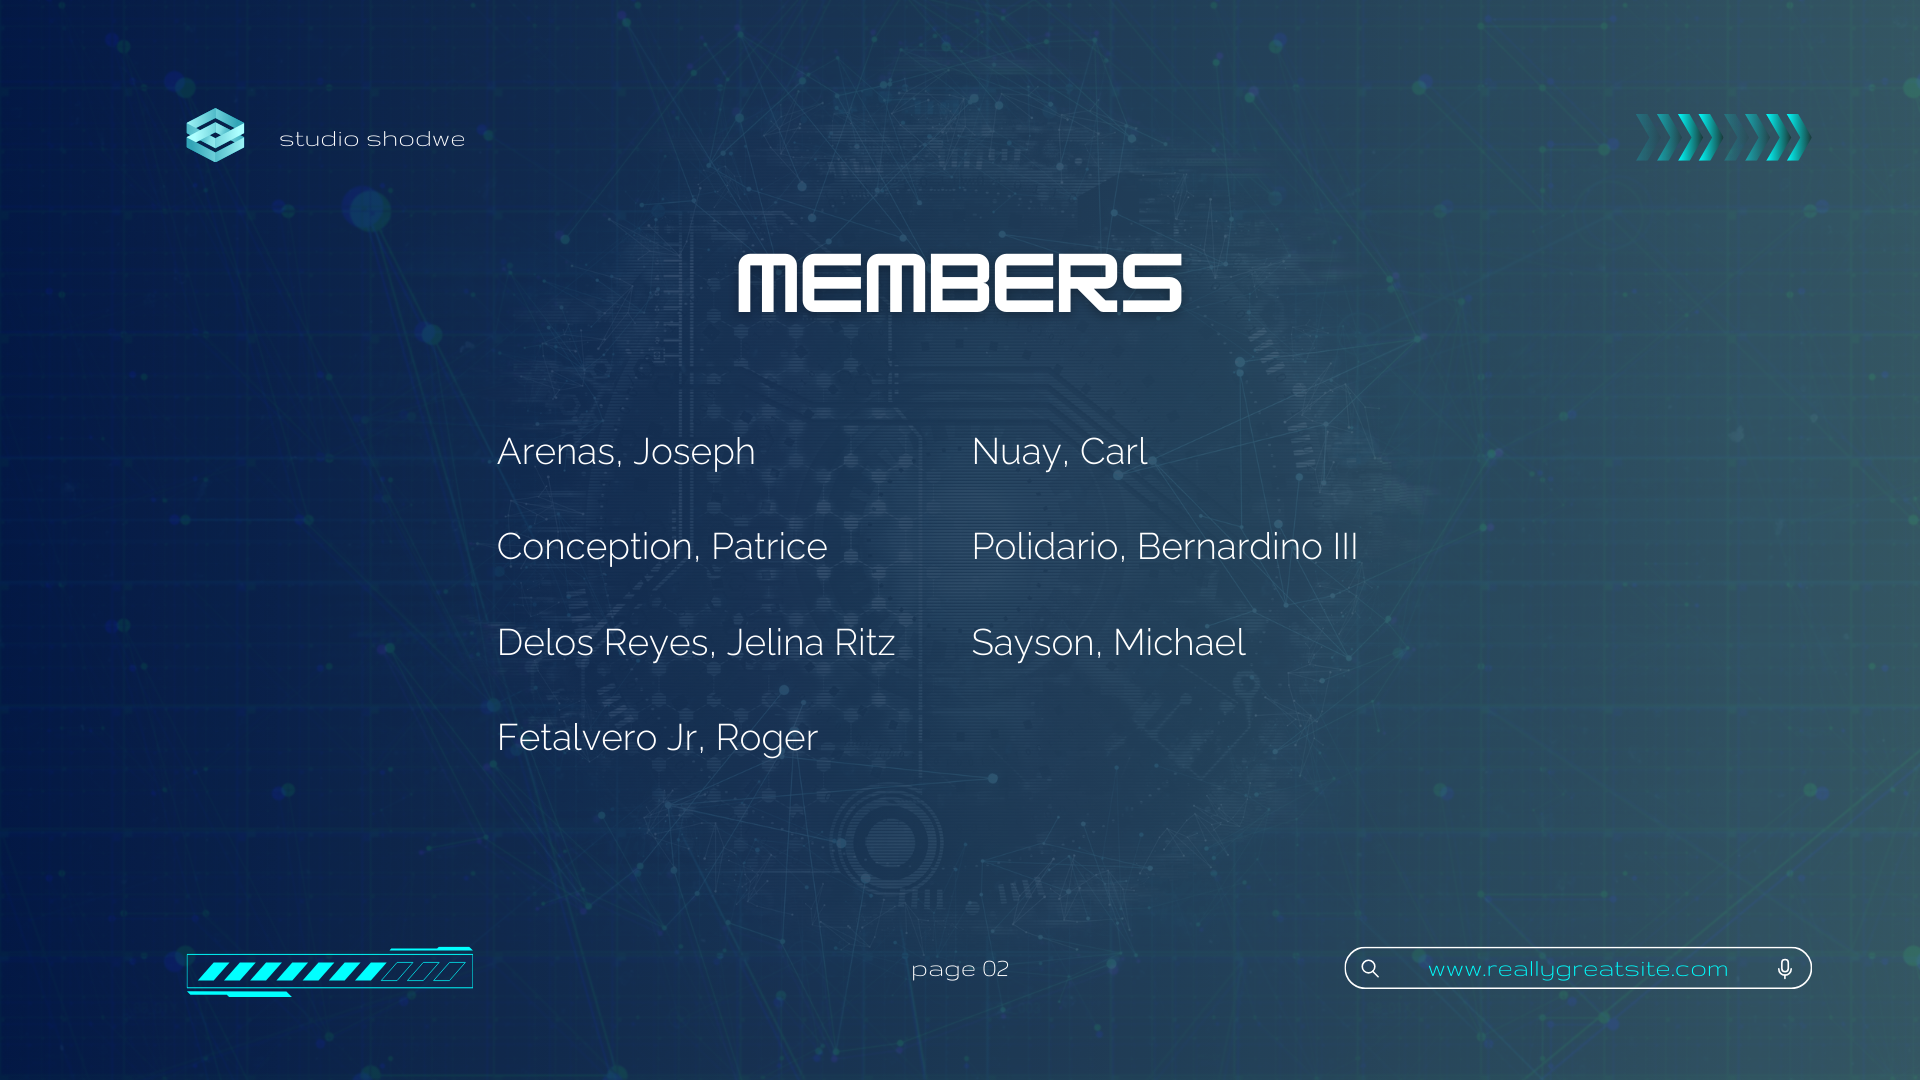 studio shodwe
MEMBERS
Arenas, Joseph
Conception, Patrice
Delos Reyes, Jelina Ritz
Fetalvero Jr, Roger
Nuay, Carl
Polidario, Bernardino III
Sayson, Michael
page 02
www.reallygreatsite.com